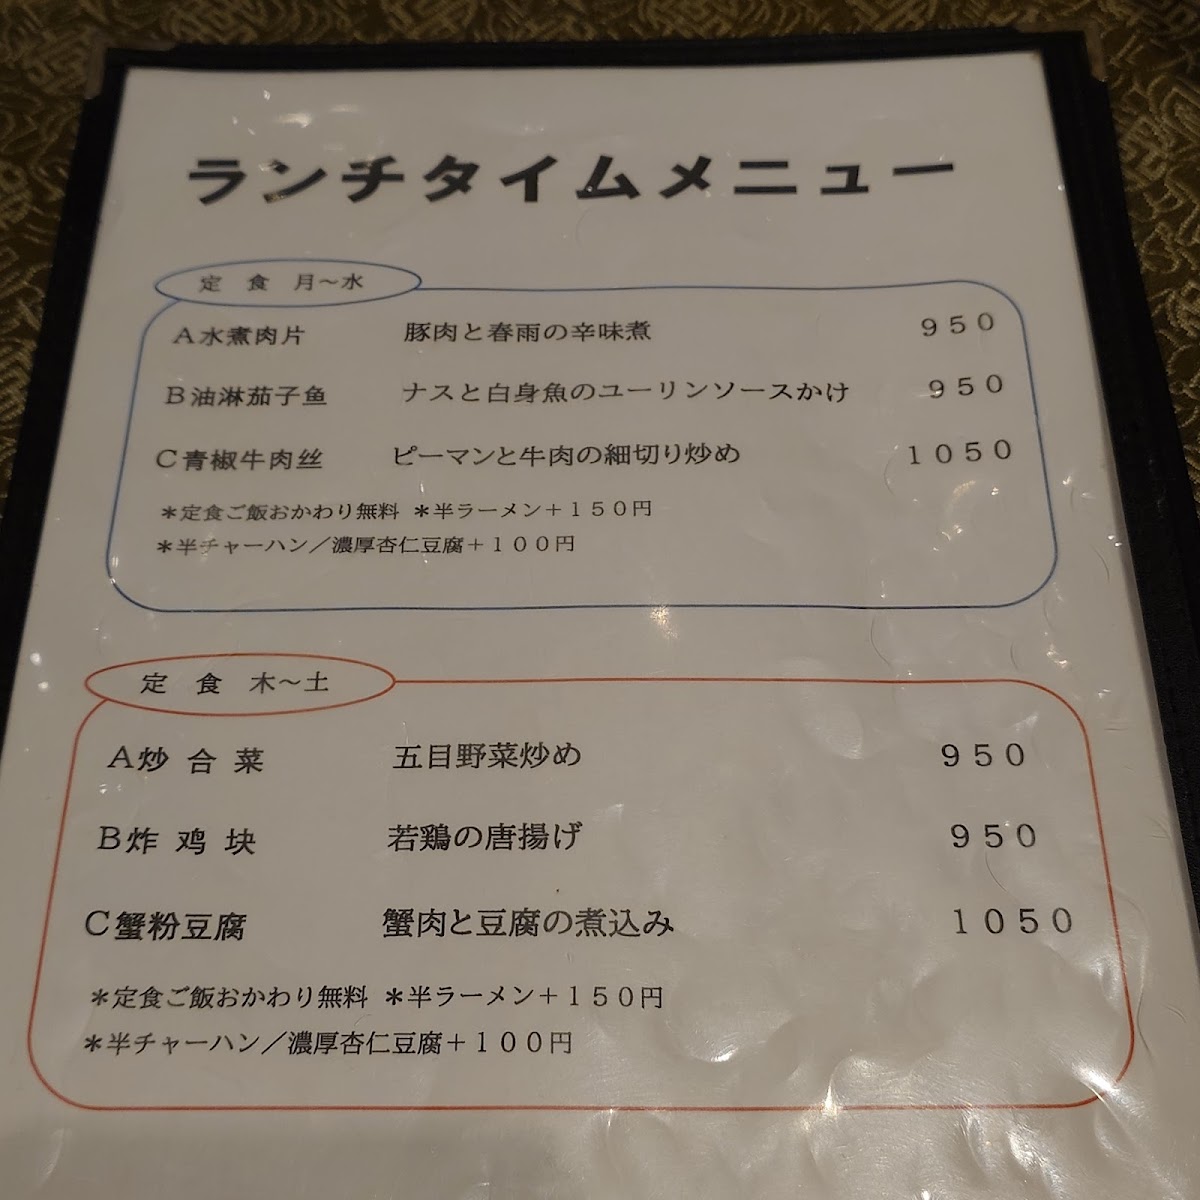 ランチタイムメニュー
定 食 月～水
A水煮肉片 豚肉と春雨の辛味煮 950
B油淋茄子鱼 ナスと白身魚のユーリンソースかけ 950
C青椒牛肉丝 ピーマンと牛肉の細切り炒め 1050
＊定食ご飯おかわり無料 ＊半ラーメン＋150円
＊半チャーハン／濃厚杏仁豆腐＋100円
定 食 木～土
A炒 合 菜 五目野菜炒め 950
B炸 鸡 块 若鶏の唐揚げ 950
C蟹粉豆腐 蟹肉と豆腐の煮込み 1050
＊定食ご飯おかわり無料 ＊半ラーメン＋150円
＊半チャーハン／濃厚杏仁豆腐＋100円